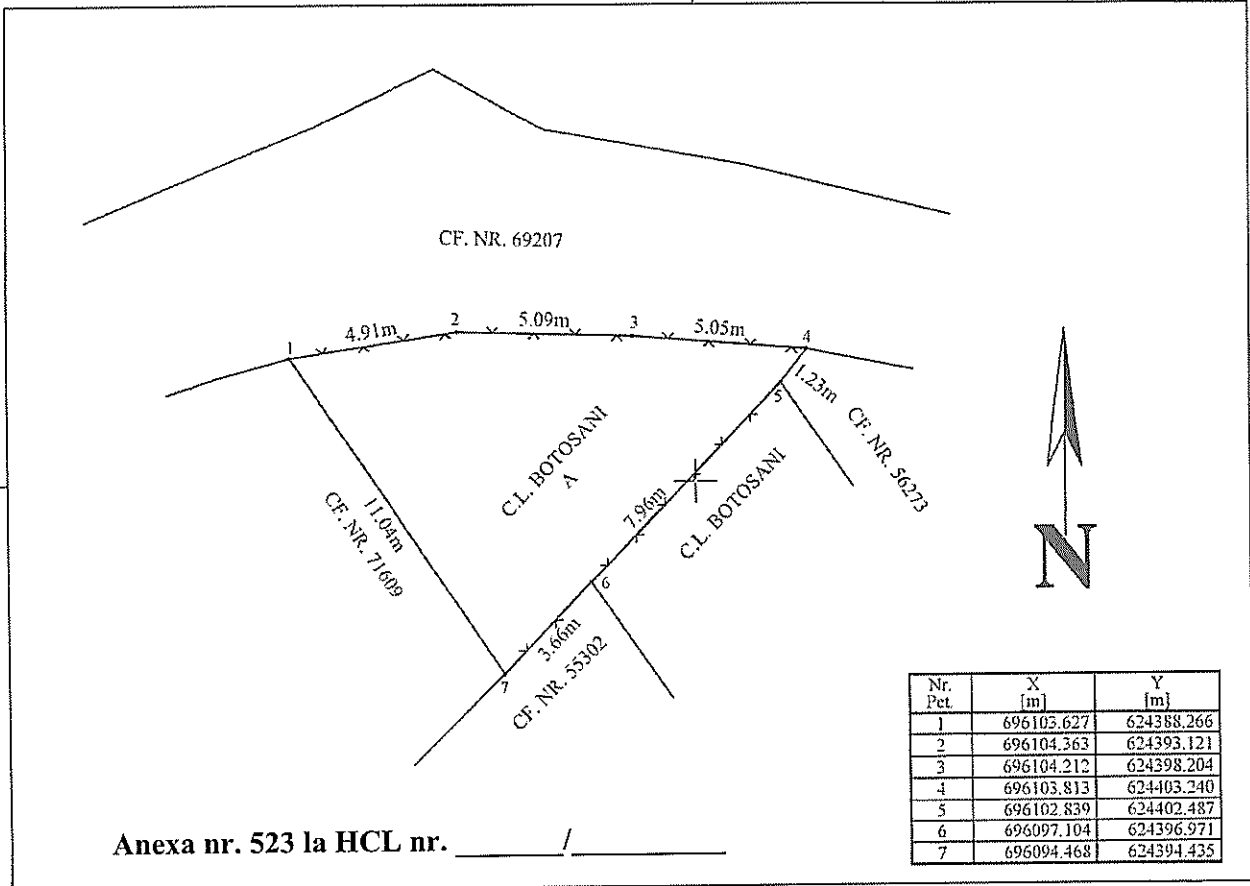 CF. NR. 69207
1
4.91m
2
5.09m
3
5.05m
4
1.23m
5
CF. NR. 56273
C.L. BOTOSANI
A
C.L. BOTOSANI
7.96m
11.04m
CF. NR. 71609
6
3.66m
CF. NR. 55302
7
N
Nr. Pct. X [m] Y [m]
1 696103.627 624388.266
2 696104.363 624393.121
3 696104.212 624398.204
4 696103.813 624403.240
5 696102.839 624402.487
6 696097.104 624396.971
7 696094.468 624394.435
Anexa nr. 523 la HCL nr. ________/_________